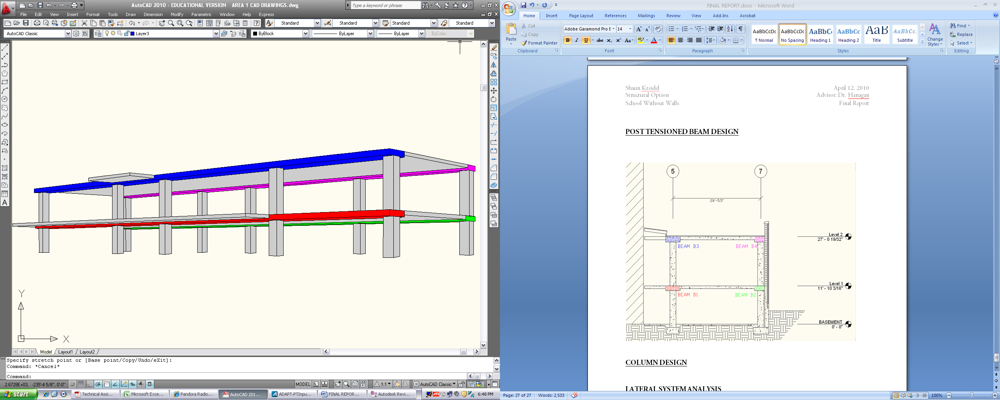 AutoCAD 2010 - EDUCATIONAL VERSION AREA 1 CAD DRAWINGS.dwg
Type a keyword or phrase
File Edit View Insert Format Tools Draw Dimension Modify Parametric Window Help Express
Standard Standard Standard Standard
AutoCAD Classic Layer3 ByBlock ByLayer ByLayer ByColor
A
Y
X
Model Layout1 Layout2
Specify stretch point or [Base point/Copy/Undo/eXit]:
Command: *Cancel*
Command:
2.6728E+03, -235'-4 5/8", 0'-0" MODEL 1:1 AutoCAD Classic
start Technical Assi... Microsoft Exce... Pandora Radio... AutoCAD 201... ADAPT-PTInpu... FINAL REPOR... Autodesk Revi... 6:48 PM
FINAL REPORT.docx - Microsoft Word
Home Insert Page Layout References Mailings Review View Add-Ins Acrobat
Paste
Cut
Copy
Format Painter
Clipboard
Adobe Garamond Pro E 14
B I U abc x₂ x² Aa
Font
Paragraph
AaBbCcDc AaBbCcDc AaBbC AaBbCc AaB AaBbCc.
¶ Normal No Spacing Heading 1 Heading 2 Title Subtitle
Change Styles
Styles
Find
Replace
Select
Editing
Shaun Kreidel April 12, 2010
Structural Option Advisor: Dr. Hanagan
School Without Walls Final Report
POST TENSIONED BEAM DESIGN
5 7
28'-5.5"
Level 2
27' - 0 19/32"
BEAM B3 BEAM B4
Level 1
11' - 10 3/16"
BEAM B1 BEAM B2
BASEMENT
0' - 0"
COLUMN DESIGN
LATERAL SYSTEM ANALYSIS
Page: 27 of 27 Words: 2,533 100%